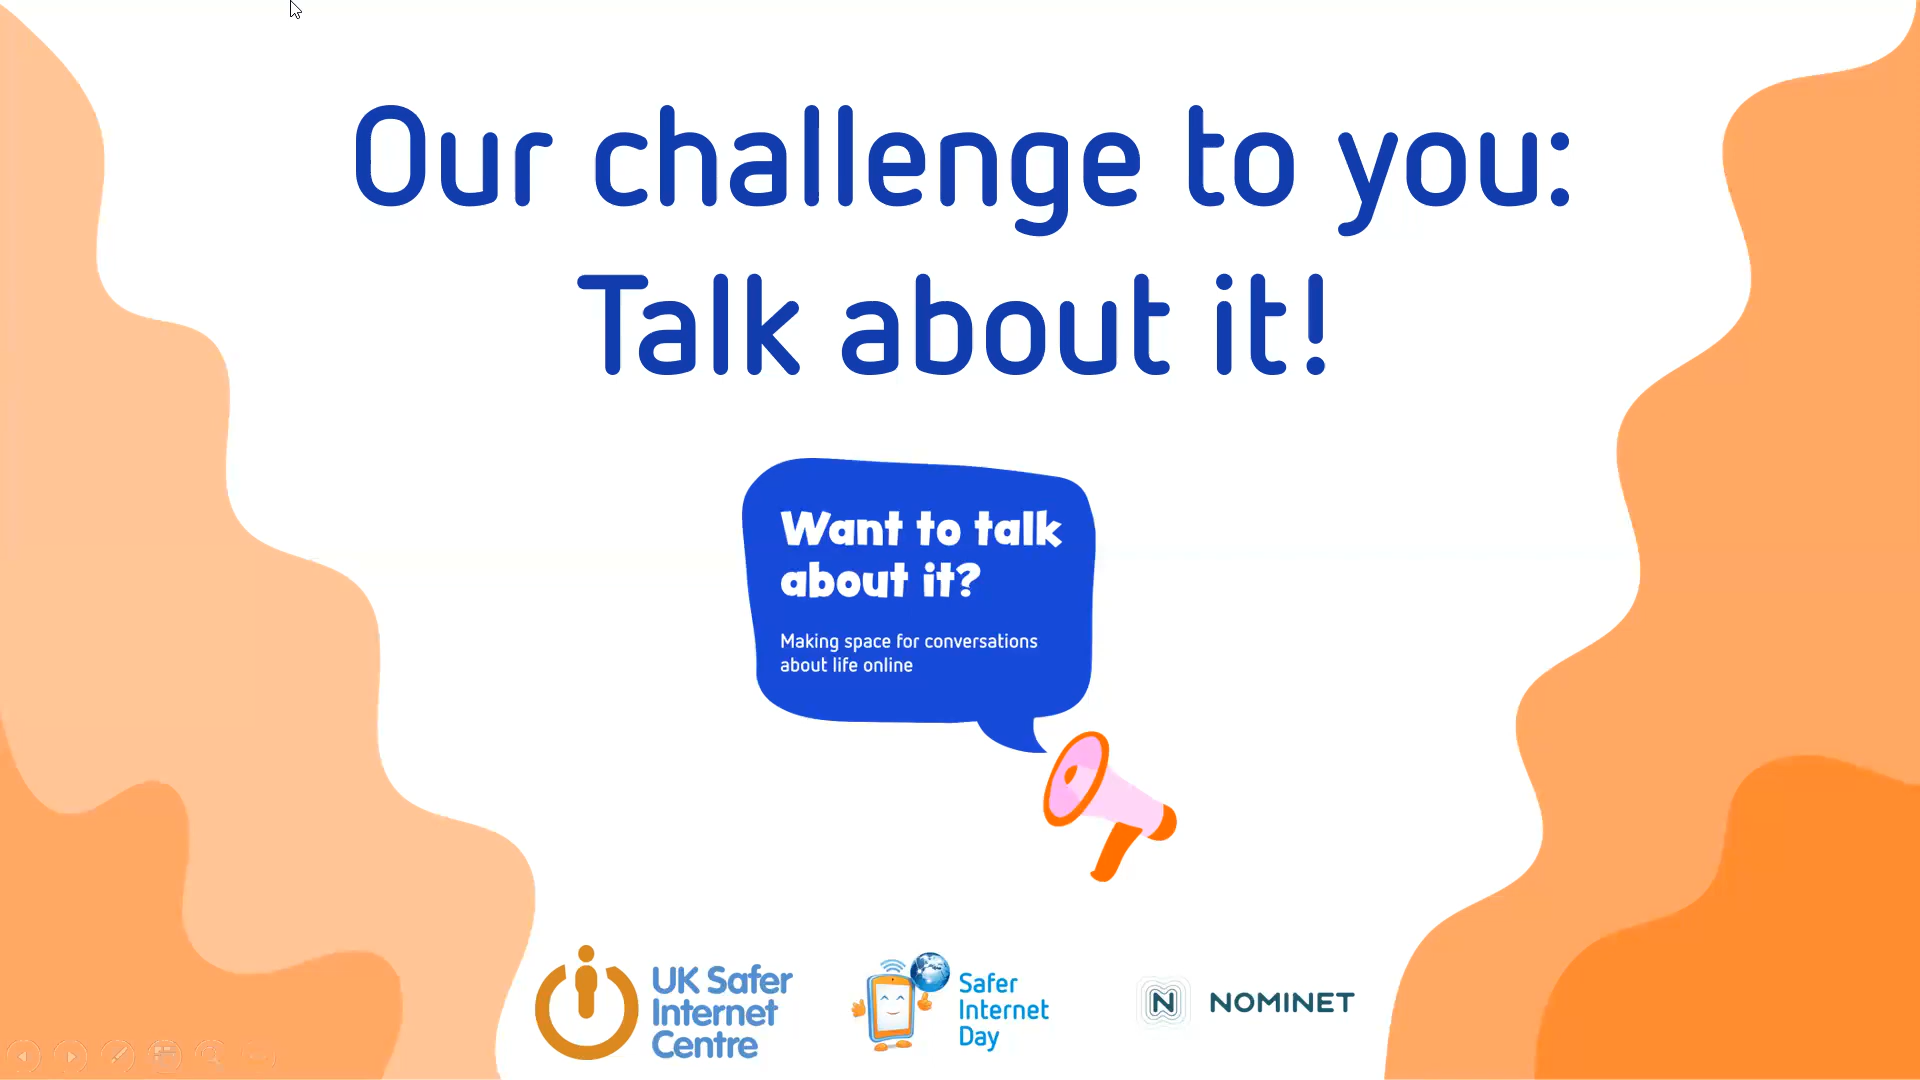 Our challenge to you:
Talk about it!
Want to talk
about it?
Making space for conversations
about life online
UK Safer
Internet
Centre
Safer
Internet
Day
N NOMINET